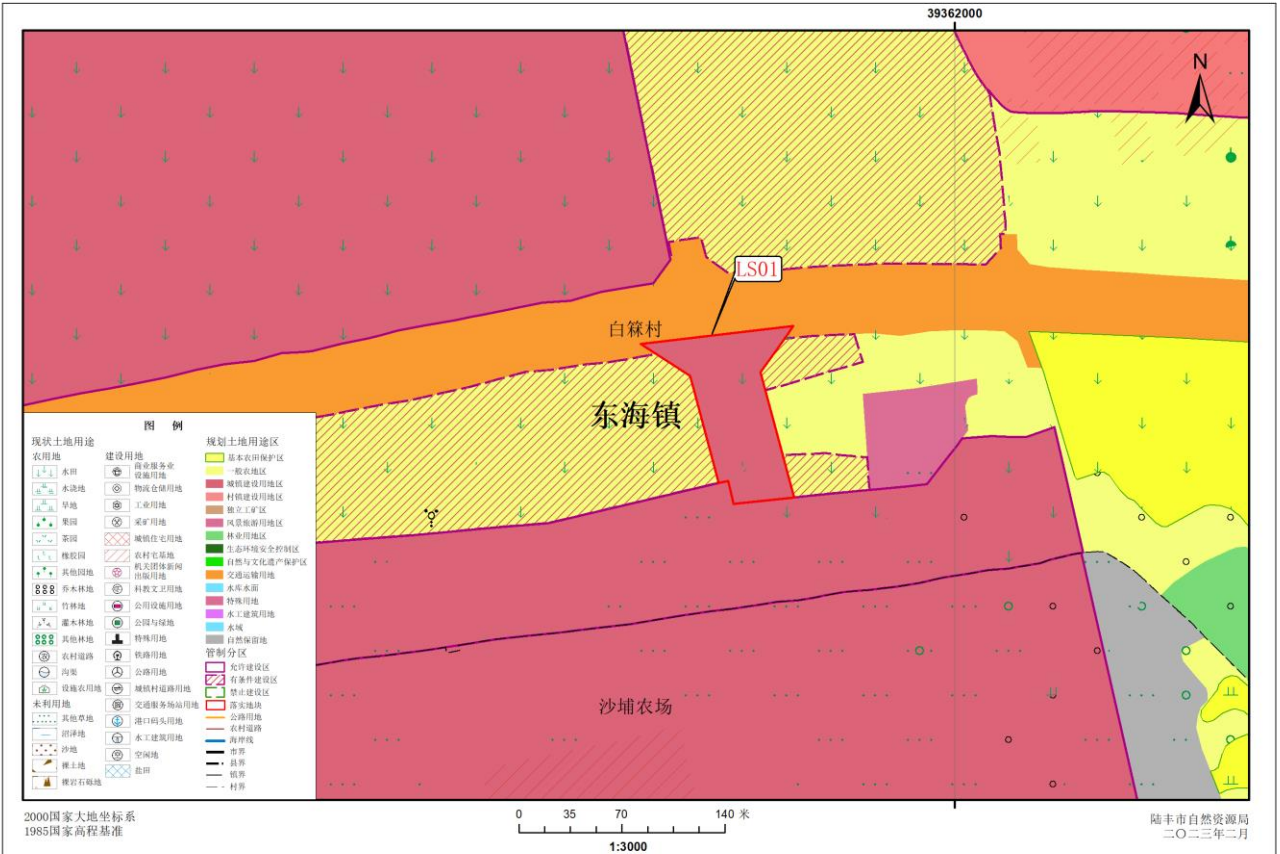 39362000
N
LS01
白箖村
东海镇
沙埔农场
图 例
现状土地用途
农用地
水田
水浇地
旱地
果园
茶园
橡胶园
其他园地
乔木林地
竹林地
灌木林地
其他林地
农村道路
沟渠
设施农用地
未利用地
其他草地
沼泽地
沙地
裸土地
裸岩石砾地
建设用地
商业服务业
设施用地
物流仓储用地
工业用地
采矿用地
城镇住宅用地
农村宅基地
机关团体新闻
出版用地
科教文卫用地
公用设施用地
公园与绿地
特殊用地
铁路用地
公路用地
城镇村道路用地
交通服务场站用地
港口码头用地
水工建筑用地
空闲地
盐田
规划土地用途区
基本农田保护区
一般农地区
城镇建设用地区
村镇建设用地区
独立工矿区
风景旅游用地区
林业用地区
生态环境安全控制区
自然与文化遗产保护区
交通运输用地
水库水面
特殊用地
水工建筑用地
水域
自然保留地
管制分区
允许建设区
有条件建设区
禁止建设区
落实地块
公路用地
农村道路
海岸线
市界
县界
镇界
村界
2000国家大地坐标系
1985国家高程基准
0 35 70 140 米
1:3000
陆丰市自然资源局
二〇二三年二月